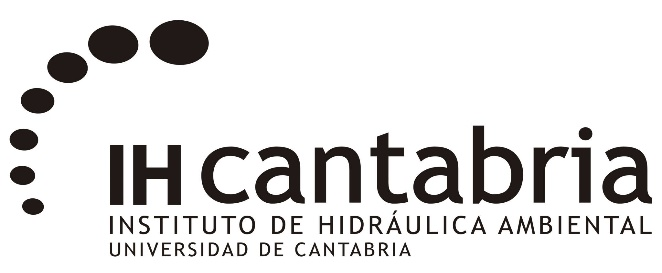 IHcantabria
INSTITUTO DE HIDRÁULICA AMBIENTAL
UNIVERSIDAD DE CANTABRIA